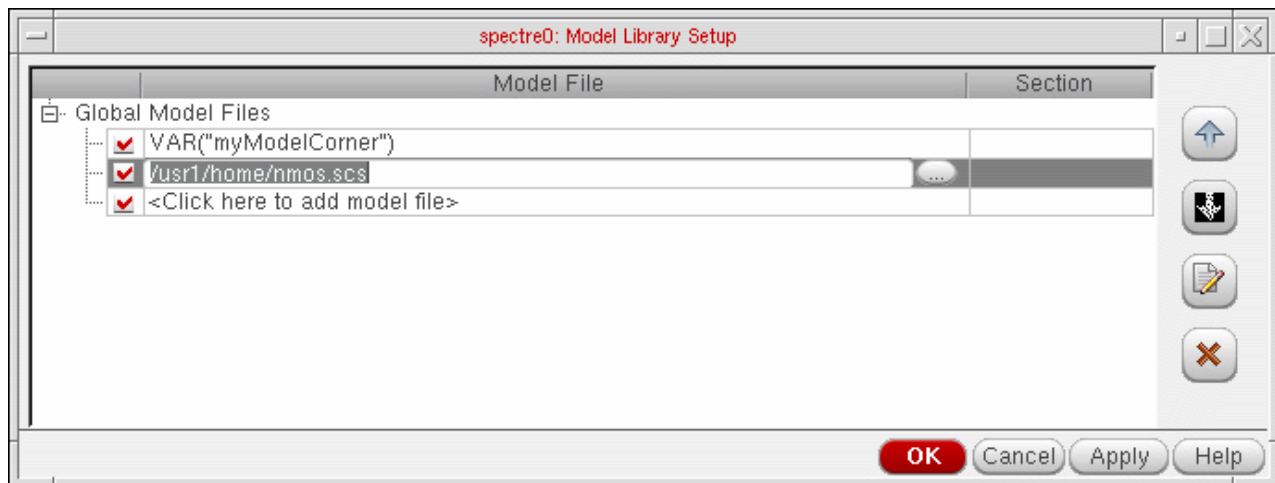 spectre0: Model Library Setup
Model File Section
Global Model Files
VAR("myModelCorner")
/usr1/home/nmos.scs ...
<Click here to add model file>
OK Cancel Apply Help